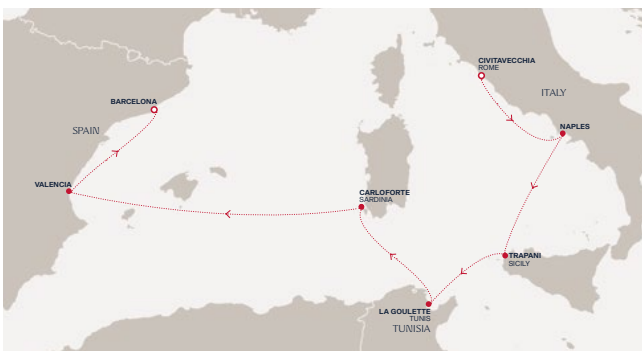 CIVITAVECCHIA
ROME
ITALY
BARCELONA
SPAIN
NAPLES
VALENCIA
CARLOFORTE
SARDINIA
TRAPANI
SICILY
LA GOULETTE
TUNIS
TUNISIA